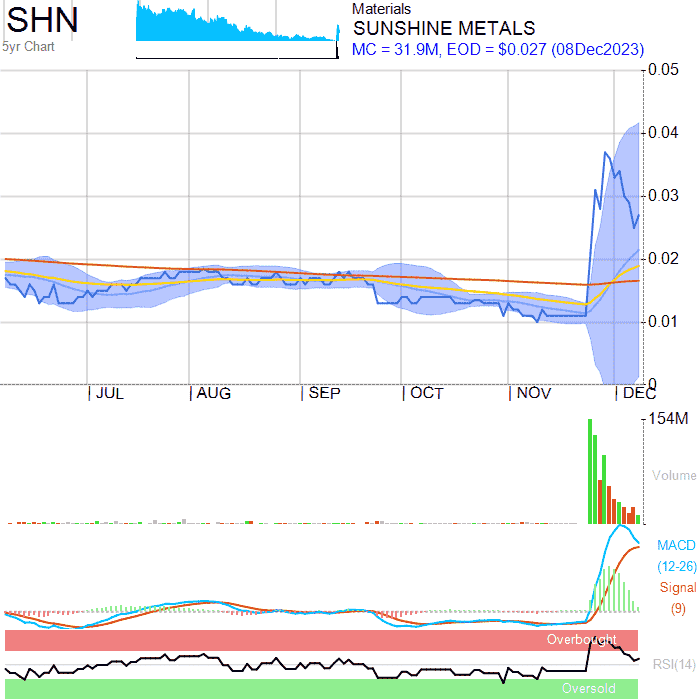 SHN
5yr Chart
Materials
SUNSHINE METALS
MC = 31.9M, EOD = $0.027 (08Dec2023)
0.05
0.04
0.03
0.02
0.01
0
JUL AUG SEP OCT NOV DEC
154M
Volume
MACD
(12-26)
Signal
(9)
Overbought
RSI(14)
Oversold